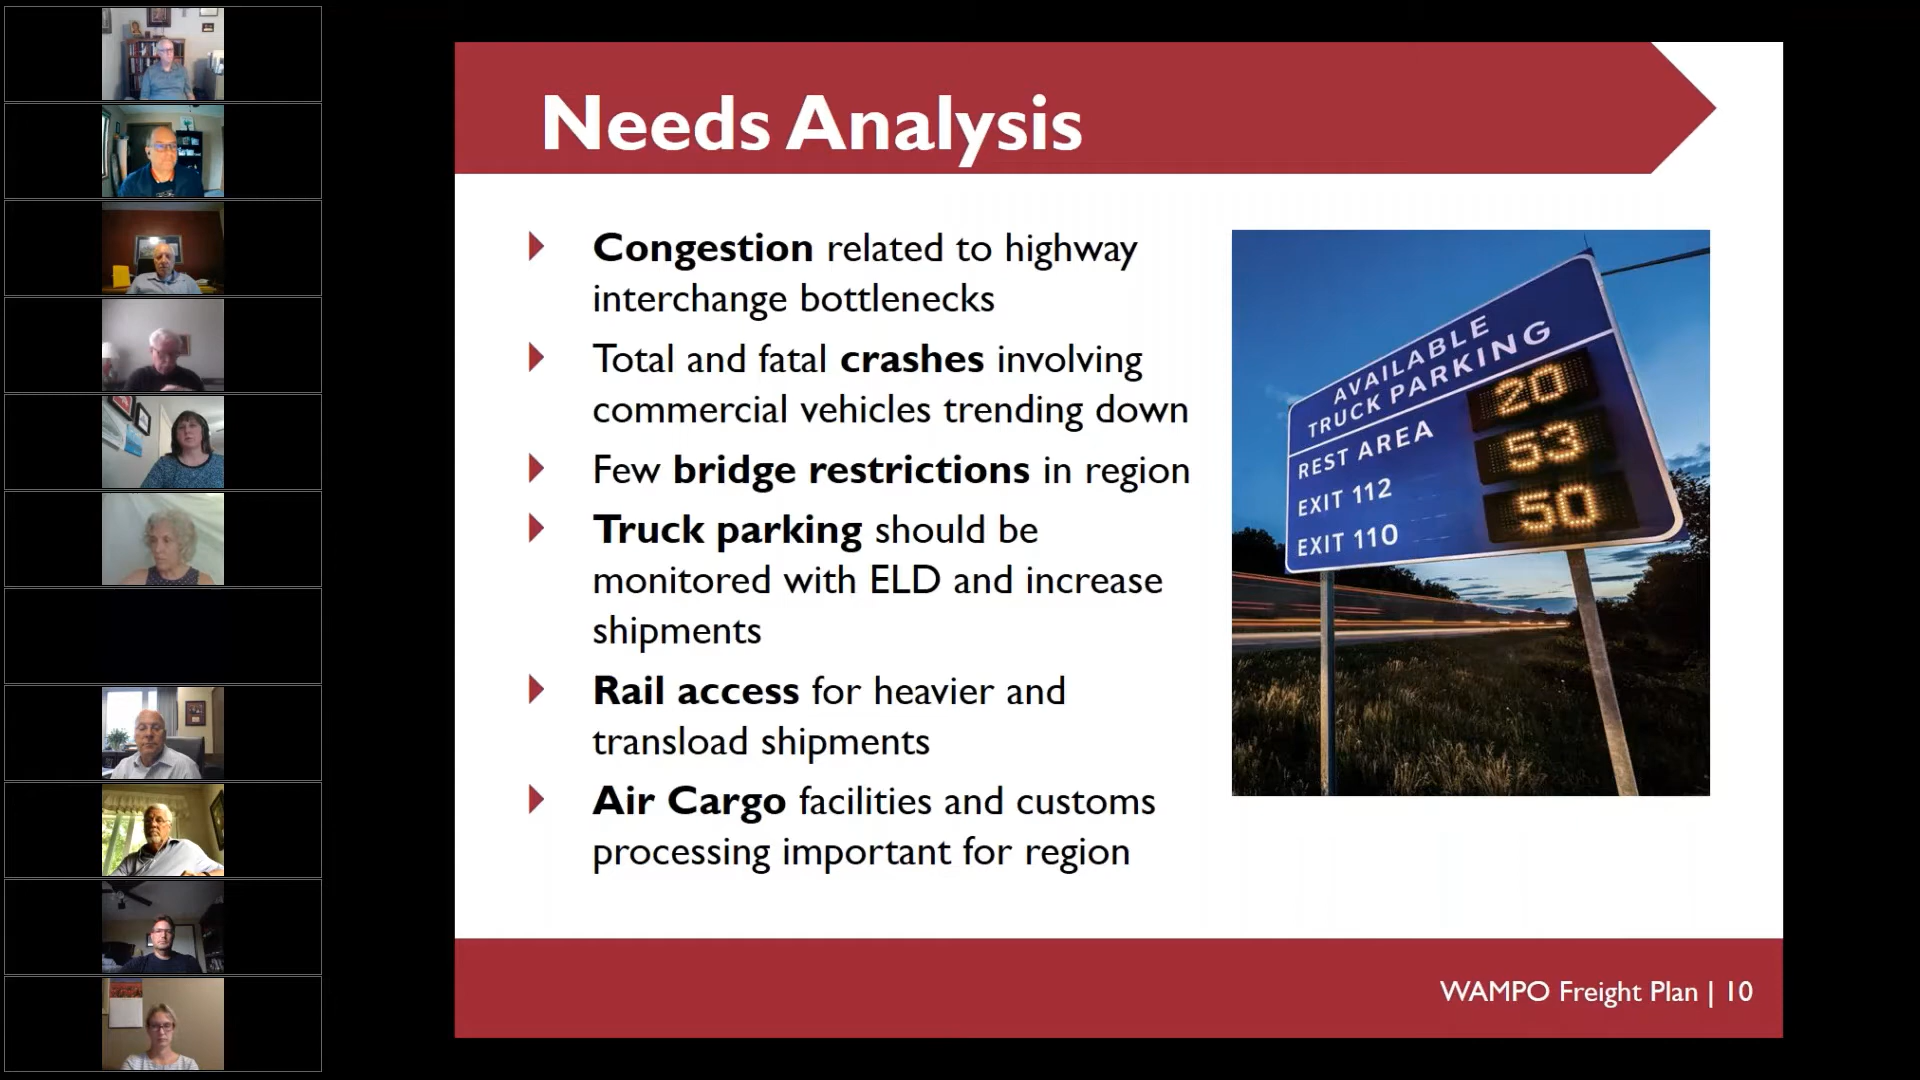 Needs Analysis
Congestion related to highway
interchange bottlenecks
Total and fatal crashes involving
commercial vehicles trending down
Few bridge restrictions in region
Truck parking should be
monitored with ELD and increase
shipments
Rail access for heavier and
transload shipments
Air Cargo facilities and customs
processing important for region
AVAILABLE
TRUCK PARKING
REST AREA 20
EXIT 112 53
EXIT 110 50
WAMPO Freight Plan | 10